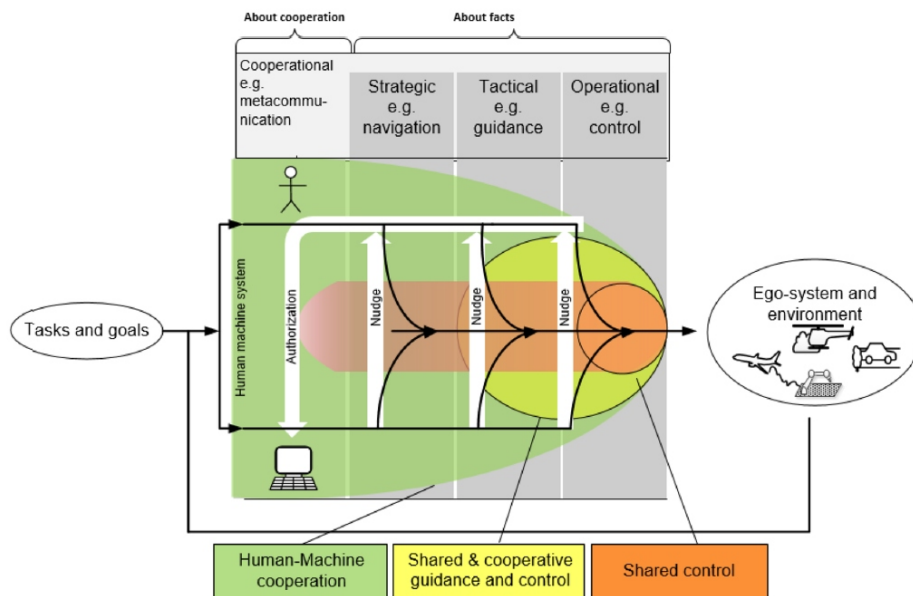 About cooperation
About facts
Cooperational
e.g.
metacommu-
nication
Strategic
e.g.
navigation
Tactical
e.g.
guidance
Operational
e.g.
control
Tasks and goals
Human machine system
Authorization
Nudge
Nudge
Nudge
Ego-system and
environment
Human-Machine
cooperation
Shared & cooperative
guidance and control
Shared control